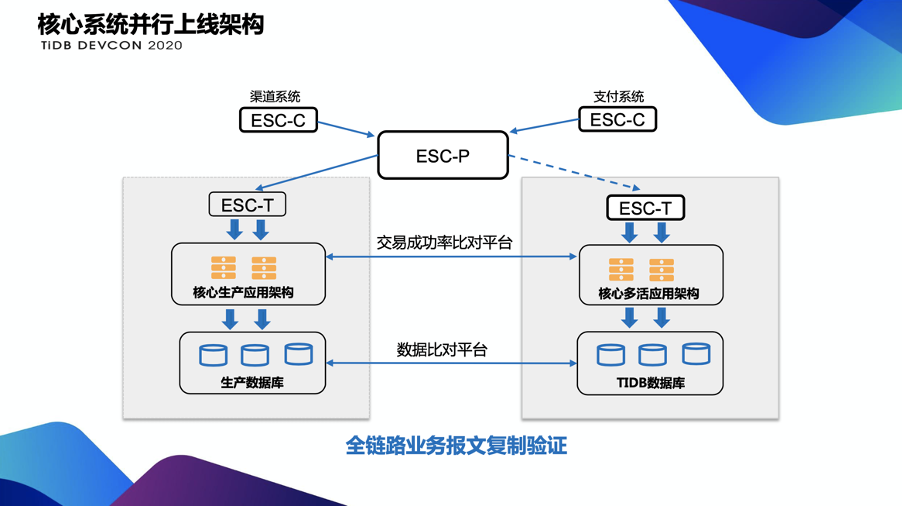 核心系统并行上线架构
TiDB DEVCON 2020
渠道系统
支付系统
ESC-C
ESC-C
ESC-P
ESC-T
ESC-T
交易成功率比对平台
核心生产应用架构
核心多活应用架构
数据比对平台
生产数据库
TIDB数据库
全链路业务报文复制验证